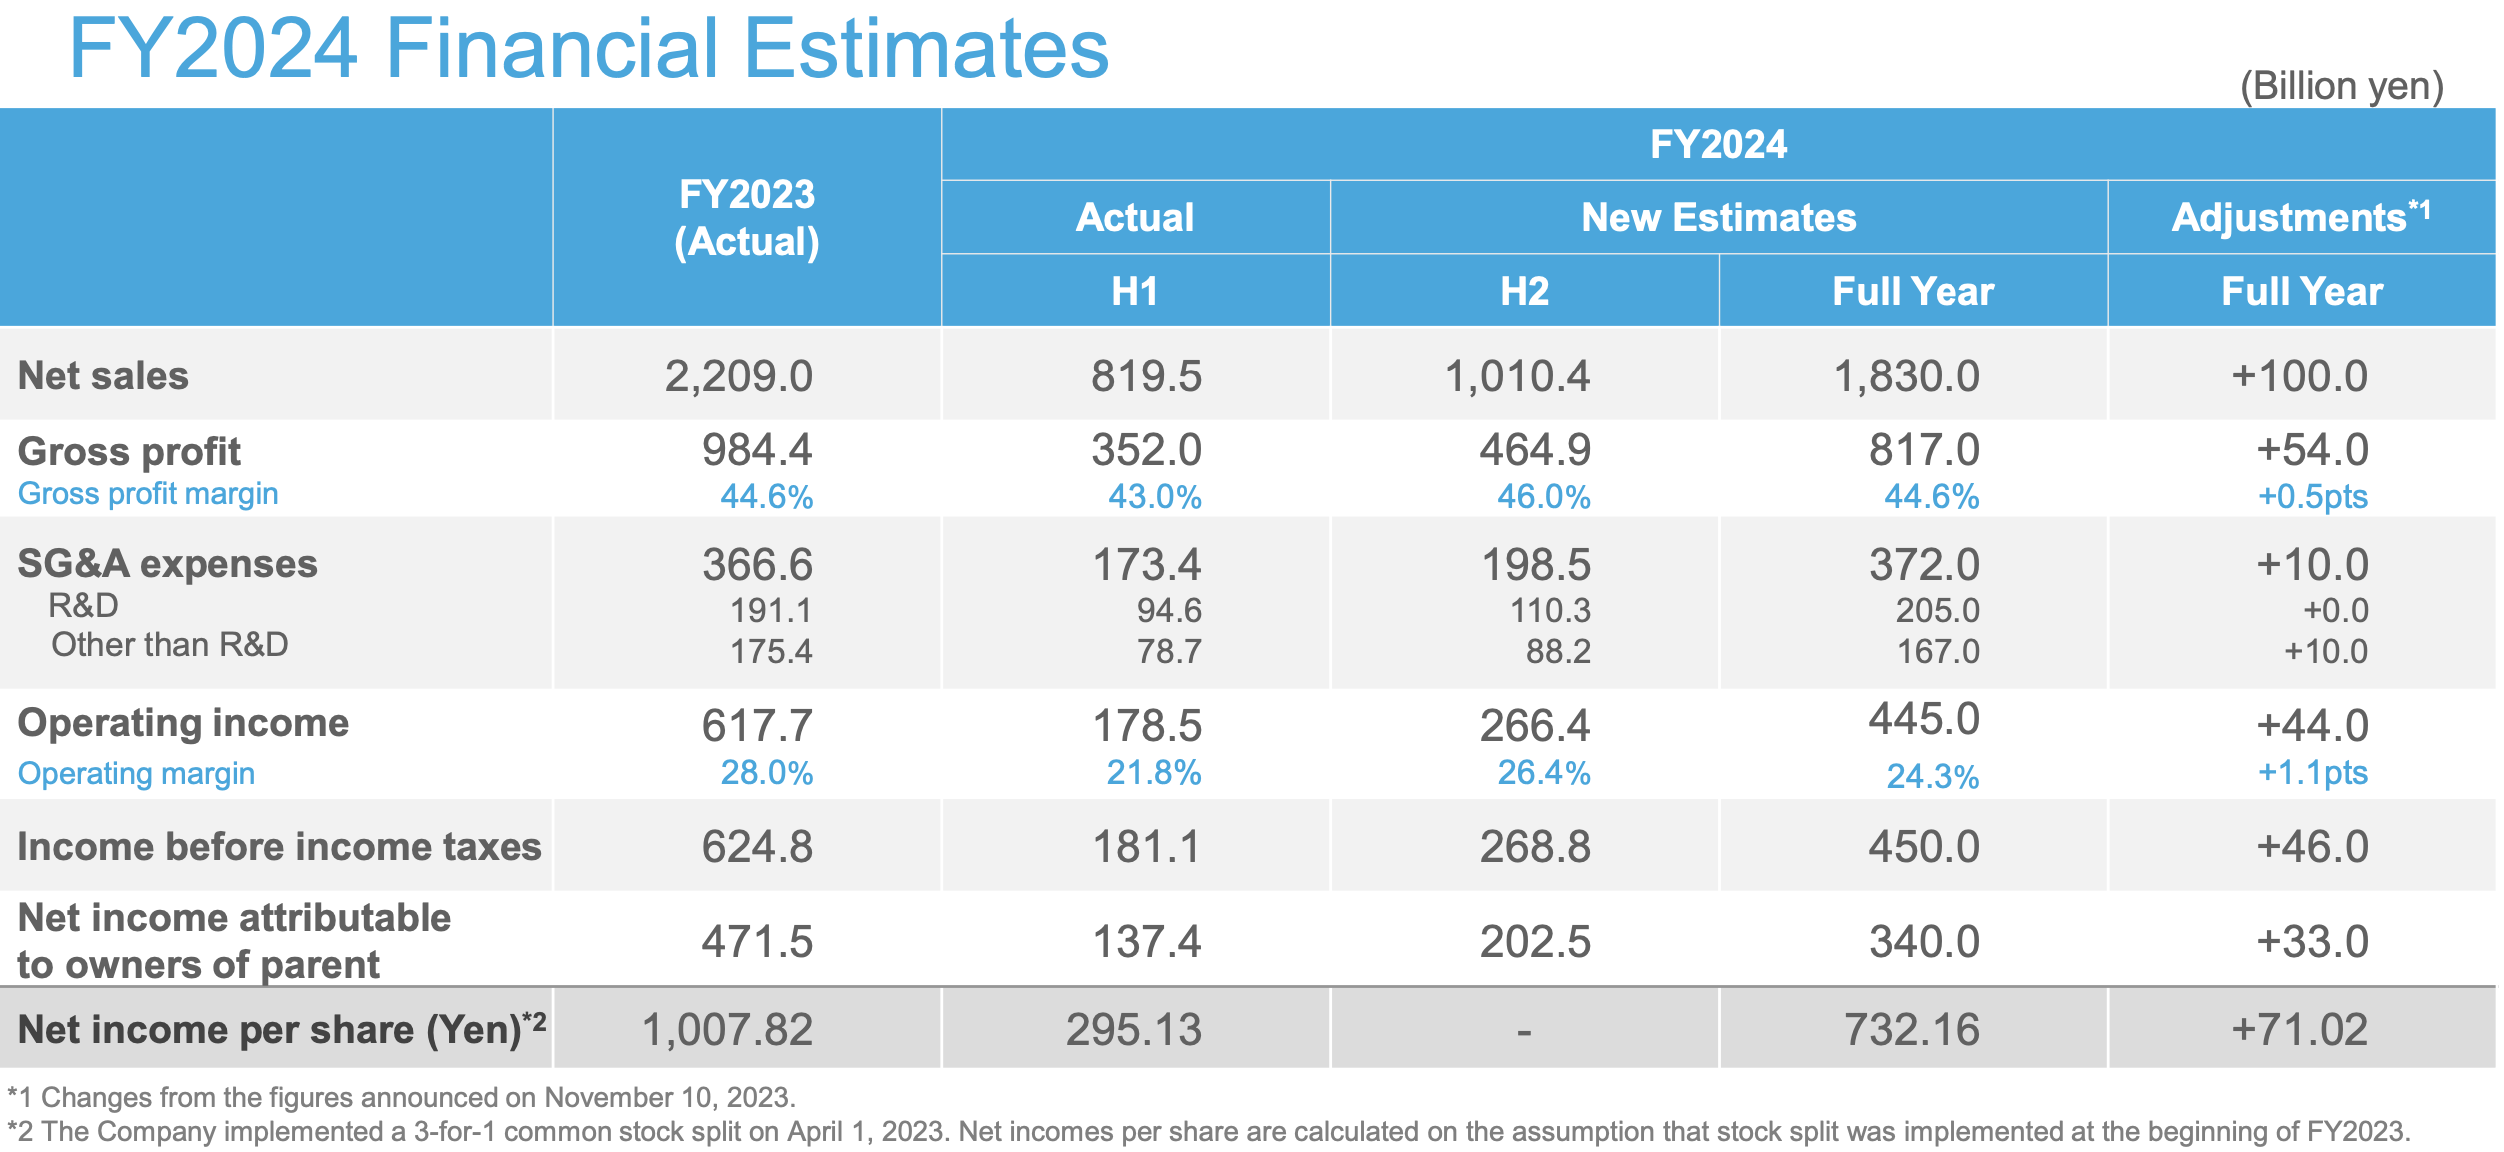 FY2024 Financial Estimates
(Billion yen)
FY2023
(Actual)
FY2024
Actual New Estimates Adjustments*1
H1 H2 Full Year Full Year
Net sales 2,209.0 819.5 1,010.4 1,830.0 +100.0
Gross profit 984.4 352.0 464.9 817.0 +54.0
Gross profit margin 44.6% 43.0% 46.0% 44.6% +0.5pts
SG&A expenses 366.6 173.4 198.5 372.0 +10.0
R&D 191.1 94.6 110.3 205.0 +0.0
Other than R&D 175.4 78.7 88.2 167.0 +10.0
Operating income 617.7 178.5 266.4 445.0 +44.0
Operating margin 28.0% 21.8% 26.4% 24.3% +1.1pts
Income before income taxes 624.8 181.1 268.8 450.0 +46.0
Net income attributable
to owners of parent 471.5 137.4 202.5 340.0 +33.0
Net income per share (Yen)*2 1,007.82 295.13 - 732.16 +71.02
*1 Changes from the figures announced on November 10, 2023.
*2 The Company implemented a 3-for-1 common stock split on April 1, 2023. Net incomes per share are calculated on the assumption that stock split was implemented at the beginning of FY2023.